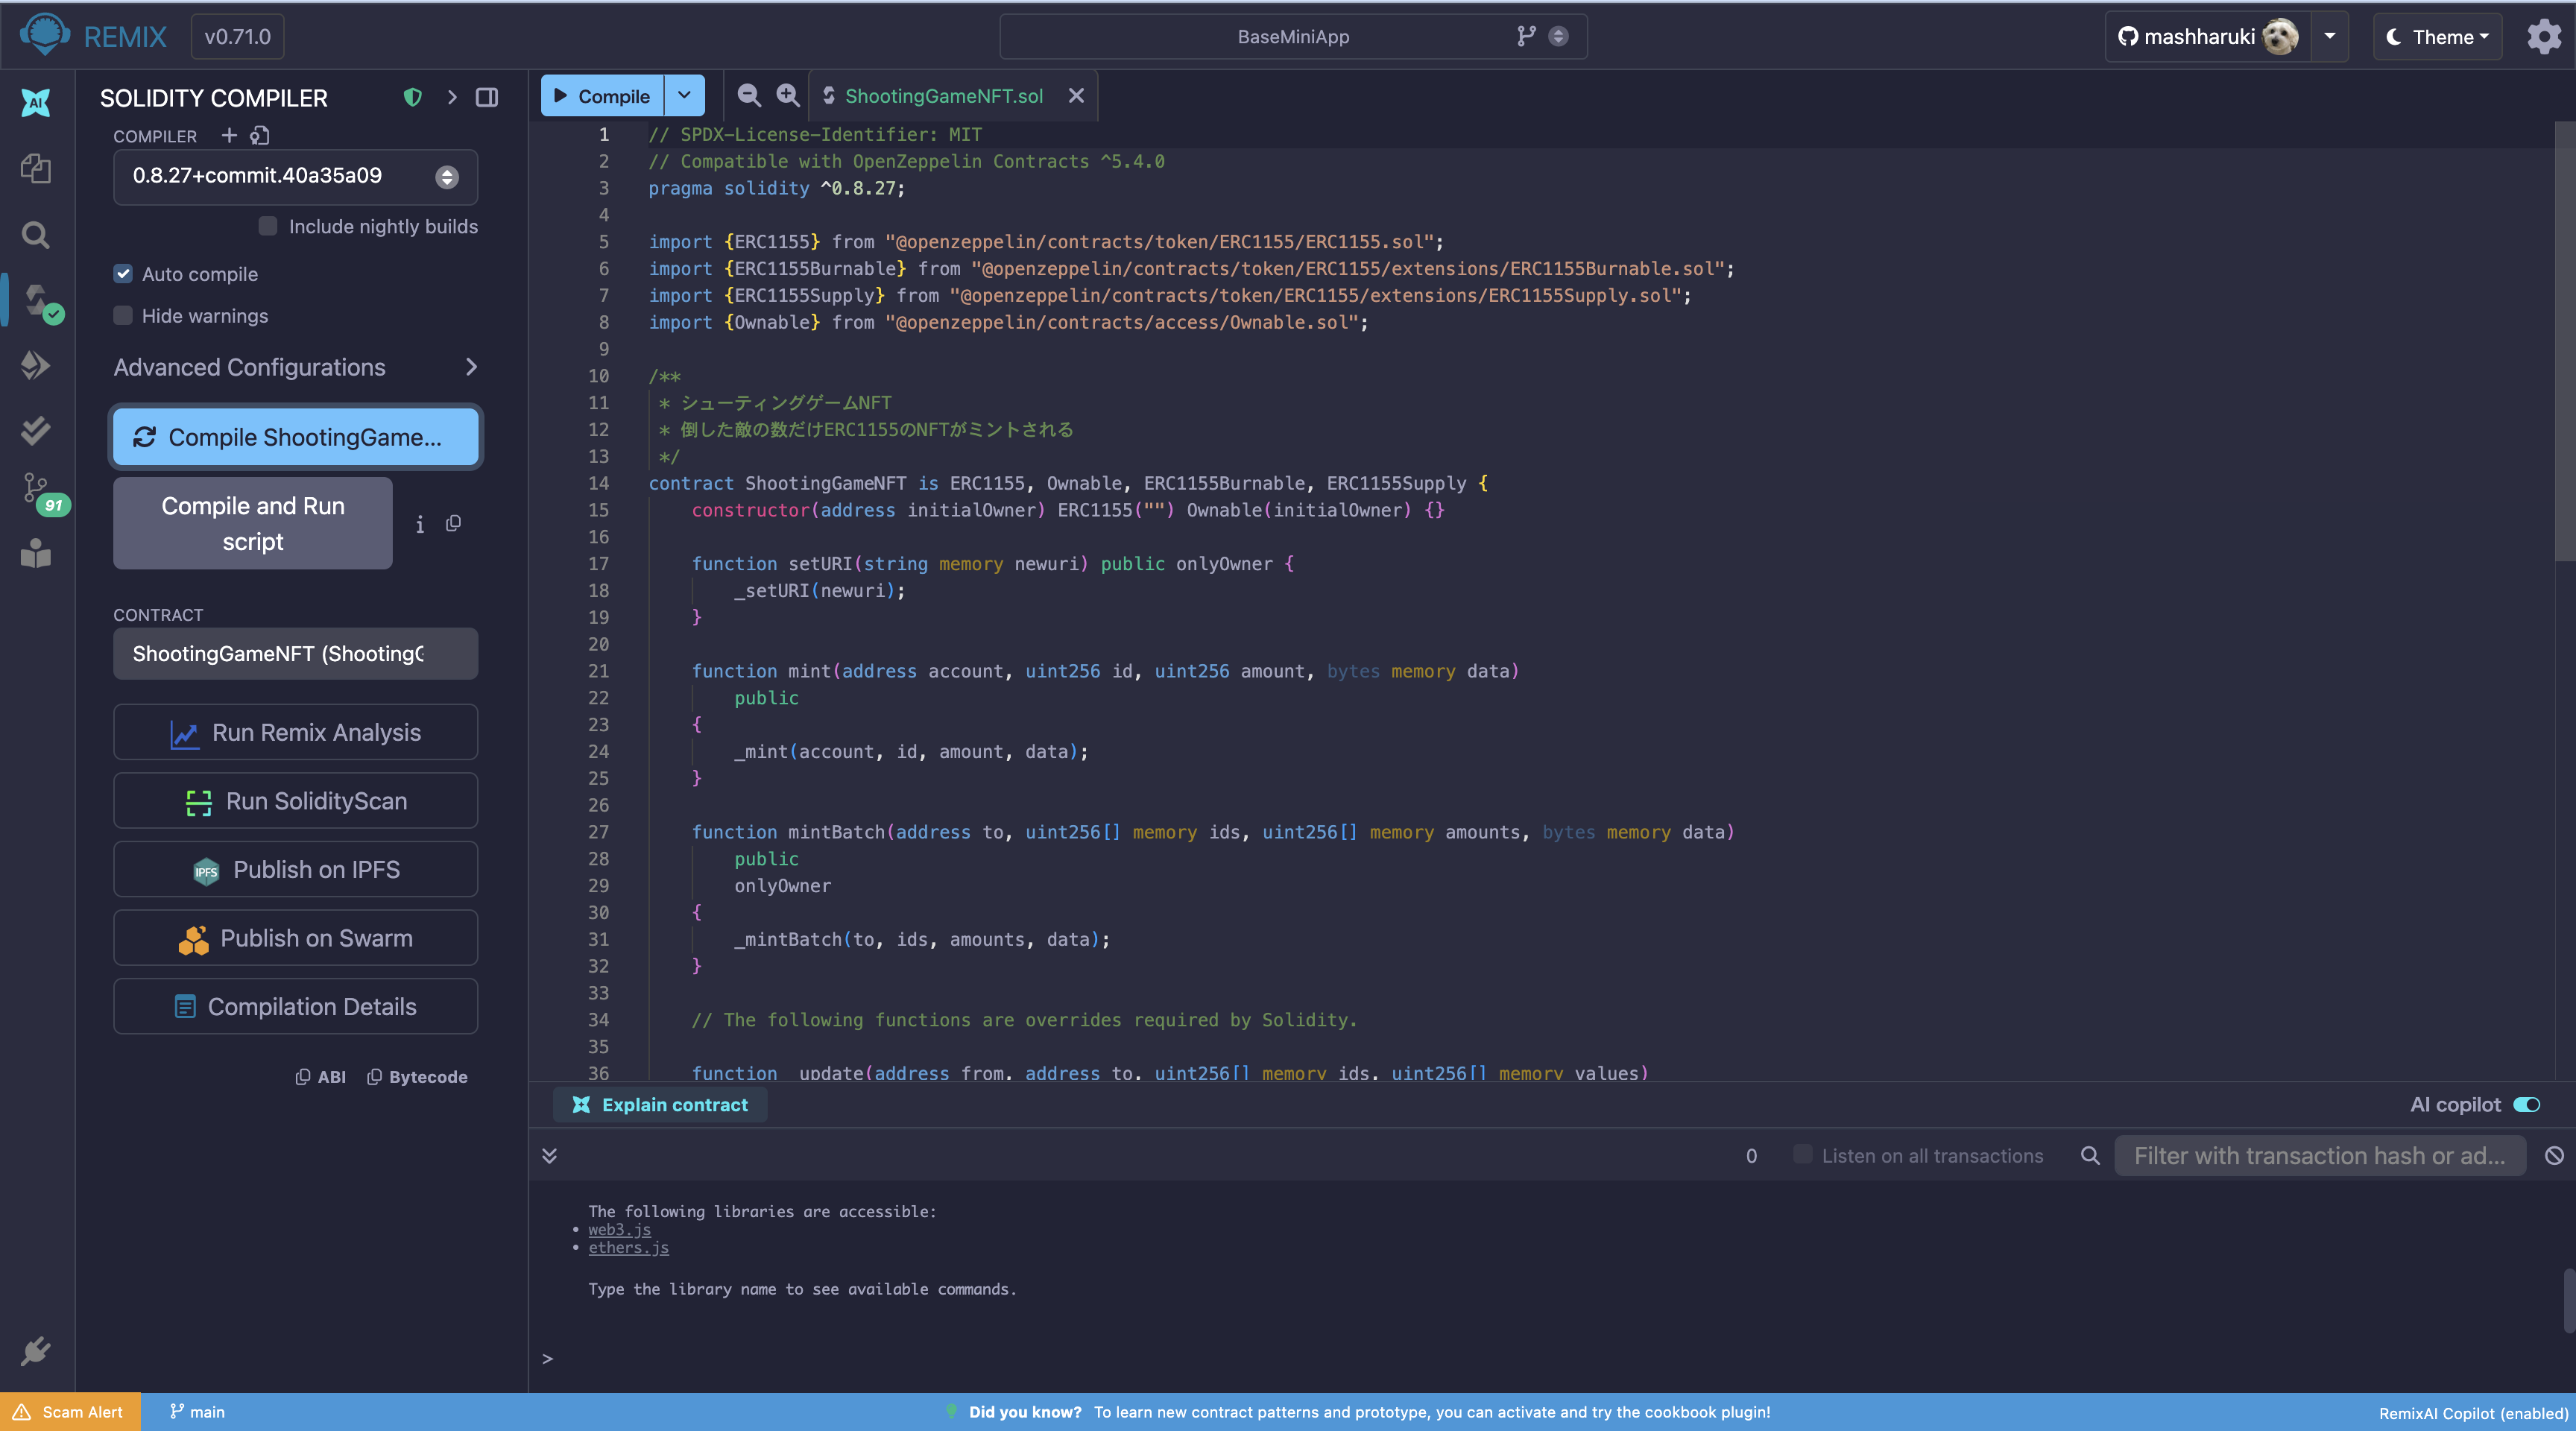 REMIX v0.71.0 BaseMiniApp mashharuki Theme
SOLIDITY COMPILER
COMPILER
0.8.27+commit.40a35a09
Include nightly builds
Auto compile
Hide warnings
Advanced Configurations
Compile ShootingGame...
Compile and Run
script
CONTRACT
ShootingGameNFT (ShootingG
Run Remix Analysis
Run SolidityScan
IPFS Publish on IPFS
Publish on Swarm
Compilation Details
ABI Bytecode
AI
91
Compile ShootingGameNFT.sol
1 // SPDX-License-Identifier: MIT
2 // Compatible with OpenZeppelin Contracts ^5.4.0
3 pragma solidity ^0.8.27;
4
5 import {ERC1155} from "@openzeppelin/contracts/token/ERC1155/ERC1155.sol";
6 import {ERC1155Burnable} from "@openzeppelin/contracts/token/ERC1155/extensions/ERC1155Burnable.sol";
7 import {ERC1155Supply} from "@openzeppelin/contracts/token/ERC1155/extensions/ERC1155Supply.sol";
8 import {Ownable} from "@openzeppelin/contracts/access/Ownable.sol";
9
10 /**
11 * シューティングゲームNFT
12 * 倒した敵の数だけERC1155のNFTがミントされる
13 */
14 contract ShootingGameNFT is ERC1155, Ownable, ERC1155Burnable, ERC1155Supply {
15 constructor(address initialOwner) ERC1155("") Ownable(initialOwner) {}
16
17 function setURI(string memory newuri) public onlyOwner {
18 _setURI(newuri);
19 }
20
21 function mint(address account, uint256 id, uint256 amount, bytes memory data)
22 public
23 {
24 _mint(account, id, amount, data);
25 }
26
27 function mintBatch(address to, uint256[] memory ids, uint256[] memory amounts, bytes memory data)
28 public
29 onlyOwner
30 {
31 _mintBatch(to, ids, amounts, data);
32 }
33
34 // The following functions are overrides required by Solidity.
35
36 function _update(address from, address to, uint256[] memory ids, uint256[] memory values)
Explain contract AI copilot
0 Listen on all transactions Filter with transaction hash or ad...
The following libraries are accessible:
• web3.js
• ethers.js
Type the library name to see available commands.
>
Scam Alert main Did you know? To learn new contract patterns and prototype, you can activate and try the cookbook plugin! RemixAI Copilot (enabled)